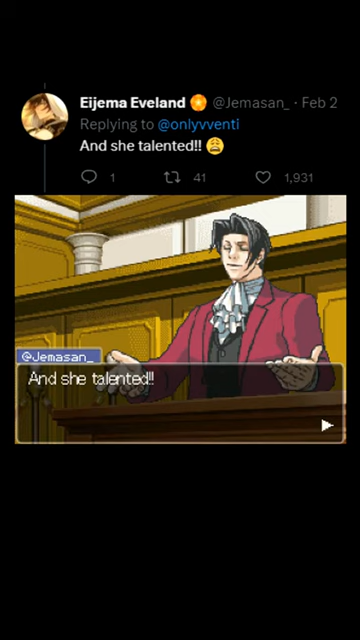 Eijema Eveland @Jemasan_ · Feb 2
Replying to @onlyvventi
And she talented!! 😩
1 41 1,931
@Jemasan_
And she talented!!